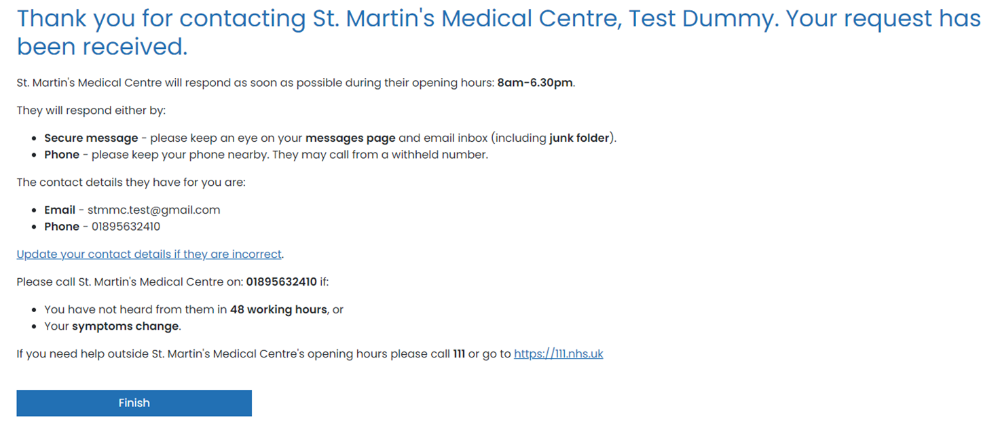 Thank you for contacting St. Martin's Medical Centre, Test Dummy. Your request has
been received.
St. Martin's Medical Centre will respond as soon as possible during their opening hours: 8am-6.30pm.
They will respond either by:
• Secure message - please keep an eye on your messages page and email inbox (including junk folder).
• Phone - please keep your phone nearby. They may call from a withheld number.
The contact details they have for you are:
• Email - stmmc.test@gmail.com
• Phone - 01895632410
Update your contact details if they are incorrect.
Please call St. Martin's Medical Centre on: 01895632410 if:
• You have not heard from them in 48 working hours, or
• Your symptoms change.
If you need help outside St. Martin's Medical Centre's opening hours please call 111 or go to https://111.nhs.uk
Finish